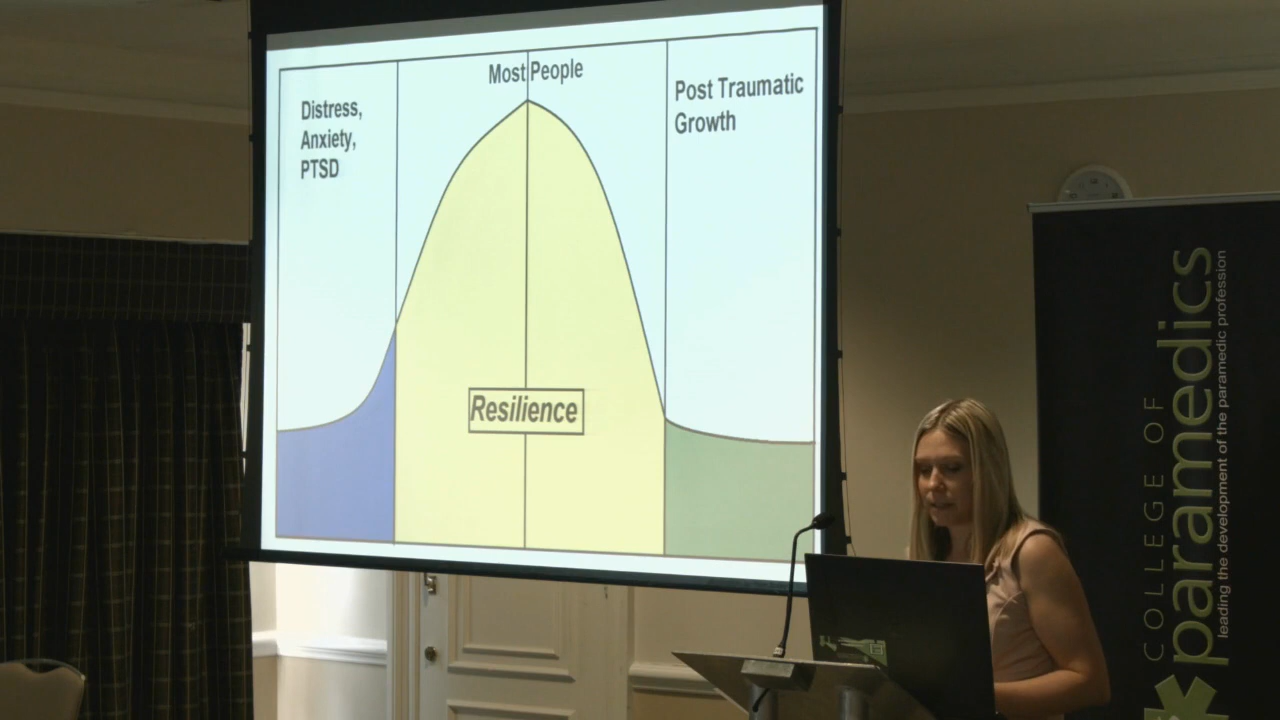 Most People
Distress,
Anxiety,
PTSD
Post Traumatic
Growth
Resilience
COLLEGE OF
paramedics
leading the development of the paramedic profession